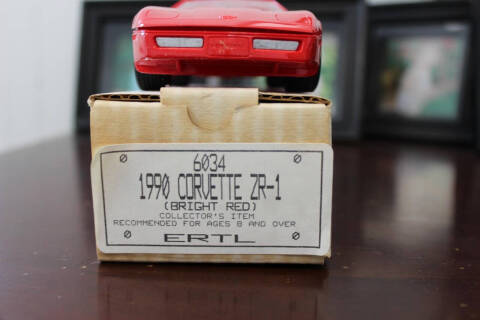 6034
1990 CORVETTE ZR-1
(BRIGHT RED)
COLLECTOR'S ITEM
RECOMMENDED FOR AGES 8 AND OVER
ERTL